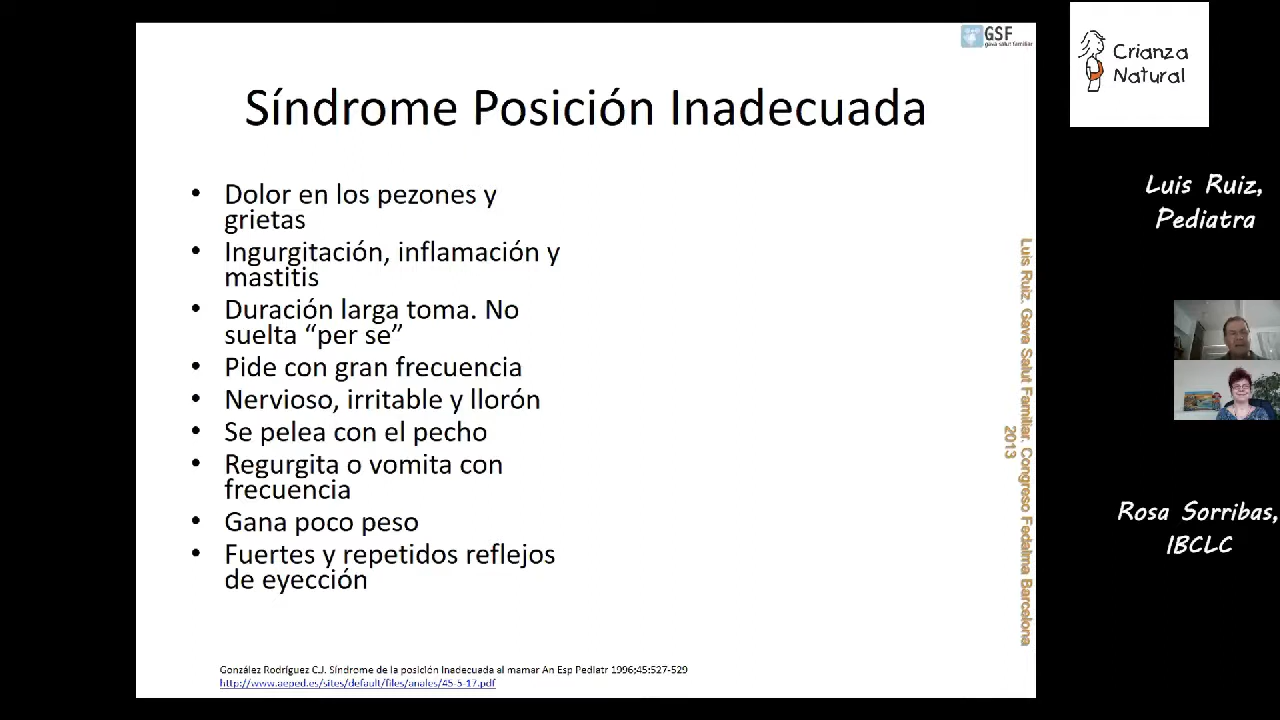 GSF
gava salut familiar
Síndrome Posición Inadecuada
• Dolor en los pezones y
grietas
• Ingurgitación, inflamación y
mastitis
• Duración larga toma. No
suelta “per se”
• Pide con gran frecuencia
• Nervioso, irritable y llorón
• Se pelea con el pecho
• Regurgita o vomita con
frecuencia
• Gana poco peso
• Fuertes y repetidos reflejos
de eyección
González Rodríguez C.J. Síndrome de la posición inadecuada al mamar An Esp Pediatr 1996;45:527-529
http://www.aeped.es/sites/default/files/anales/45-5-17.pdf
Luis Ruiz. Gava Salut Familiar. Congreso Fedalma Barcelona
2013
Crianza
Natural
Luis Ruiz,
Pediatra
Rosa Sorribas,
IBCLC